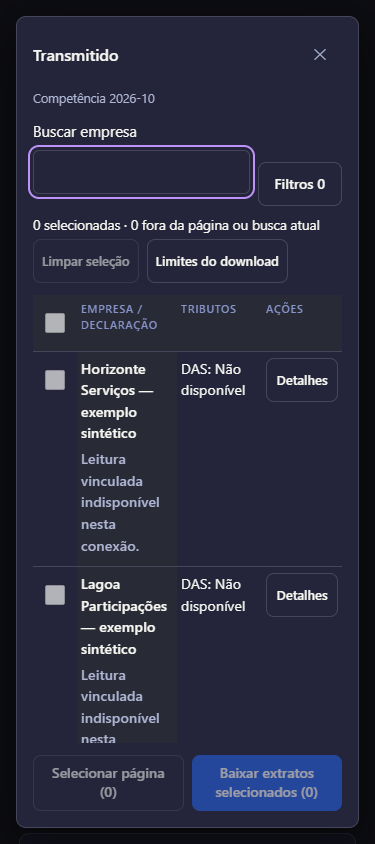 Transmitido
Competência 2026-10
Buscar empresa
Filtros 0
0 selecionadas · 0 fora da página ou busca atual
Limpar seleção
Limites do download
EMPRESA /
DECLARAÇÃO
TRIBUTOS
AÇÕES
Horizonte
Serviços —
exemplo
sintético
Leitura
vinculada
indisponível
nesta
conexão.
DAS: Não
disponível
Detalhes
Lagoa
Participações
— exemplo
sintético
Leitura
vinculada
indisponível
nesta
DAS: Não
disponível
Detalhes
Selecionar página
(0)
Baixar extratos
selecionados (0)